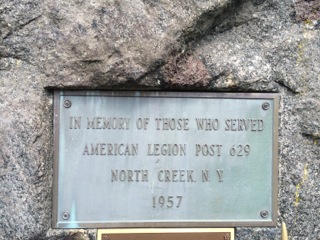 IN MEMORY OF THOSE WHO SERVED
AMERICAN LEGION POST 629
NORTH CREEK, N.Y.
1957